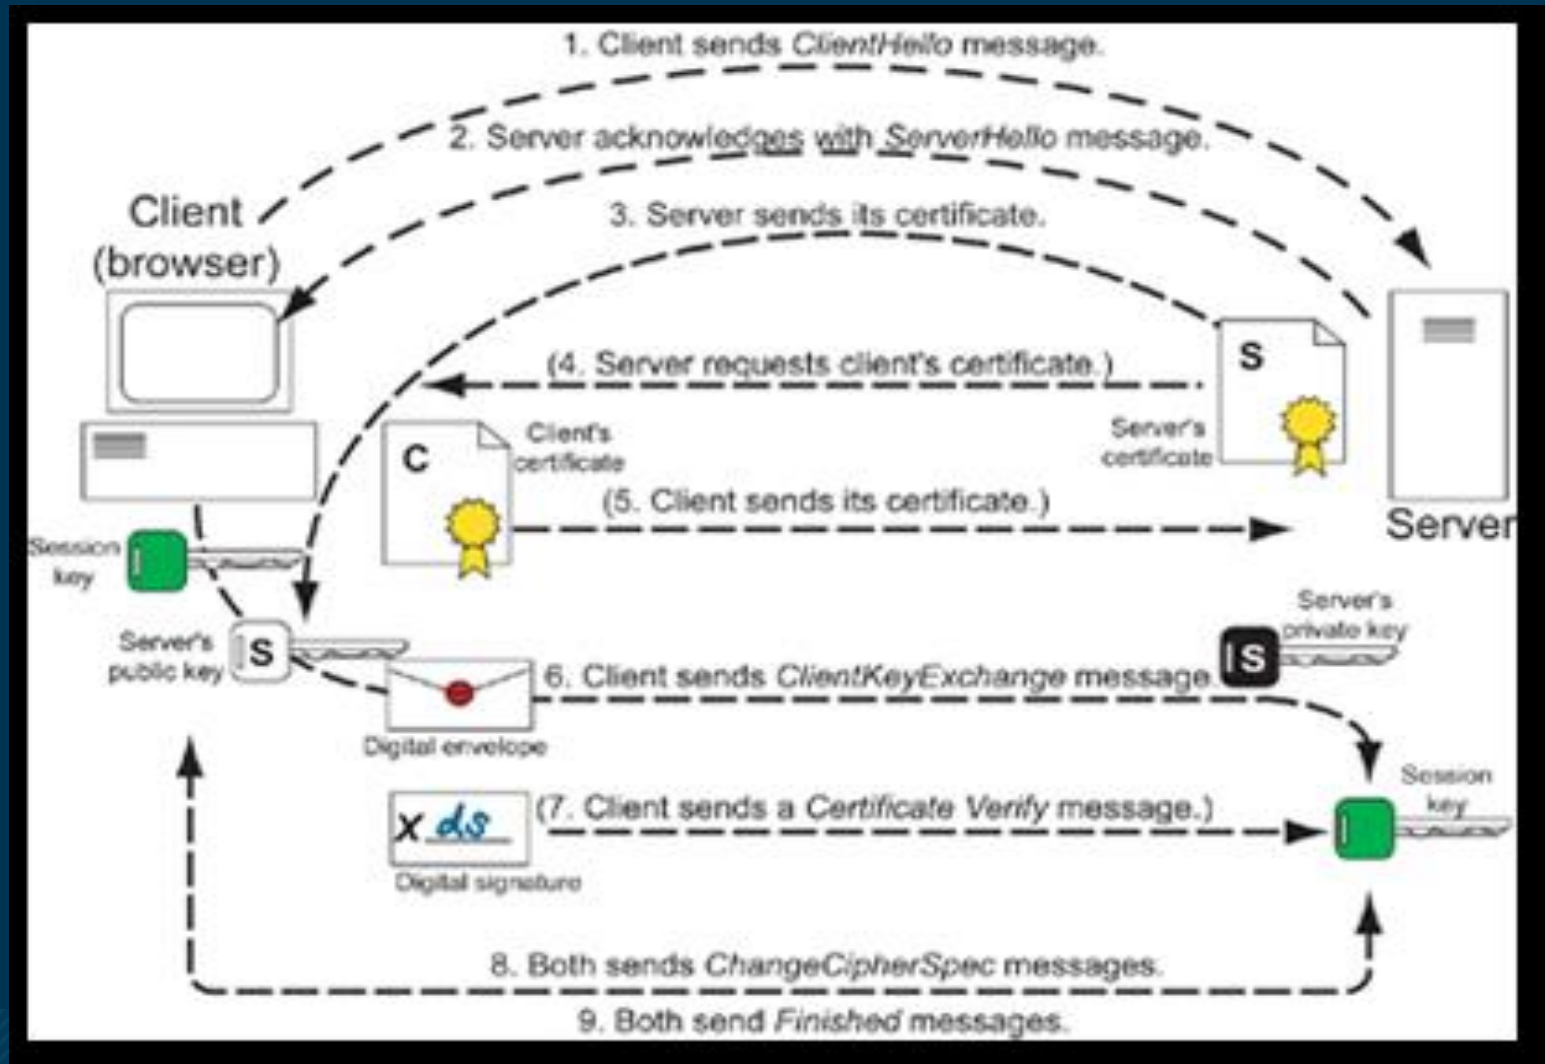 1. Client sends ClientHello message.
2. Server acknowledges with ServerHello message.
Client
(browser)
3. Server sends its certificate.
(4. Server requests client's certificate.)
S
C
Client's
certificate
Server's
certificate
(5. Client sends its certificate.)
Server
Session
key
Server's
public key
S
Server's
private key
S
6. Client sends ClientKeyExchange message.
Digital envelope
Session
key
(7. Client sends a Certificate Verify message.)
x ds
Digital signature
8. Both sends ChangeCipherSpec messages.
9. Both send Finished messages.